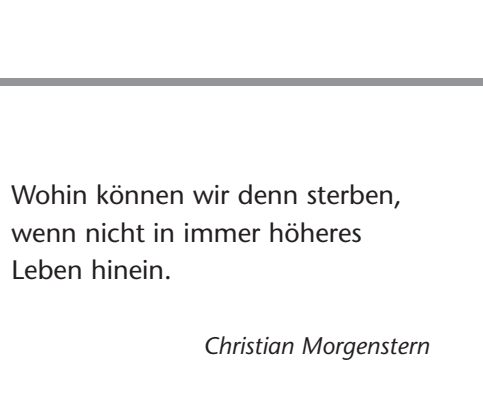 Wohin können wir denn sterben,
wenn nicht in immer höheres
Leben hinein.
Christian Morgenstern